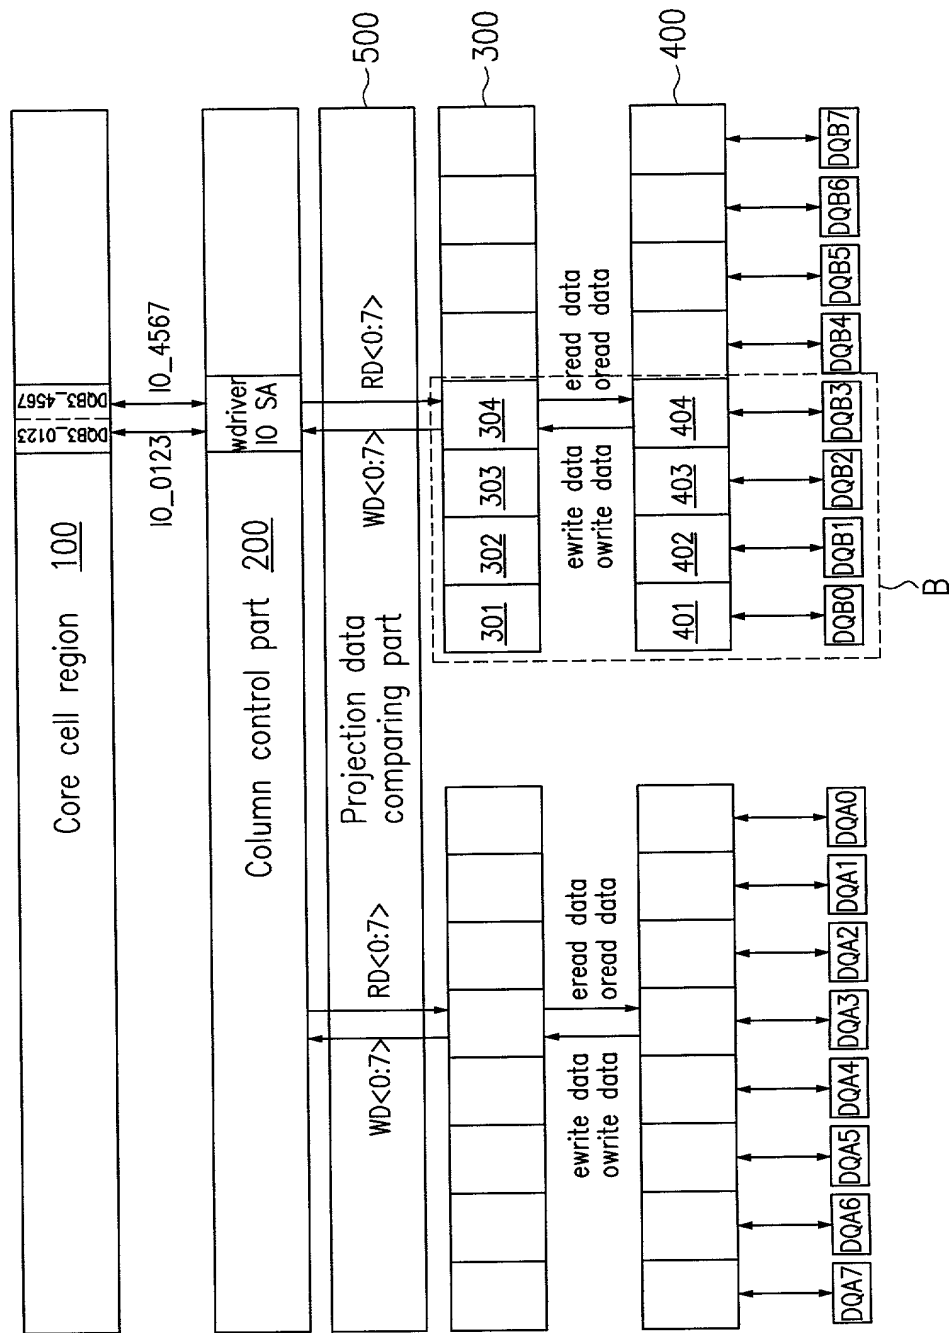 Core cell region 100
DQB3_0123
DQB3_4567
IO_0123
IO_4567
Column control part 200
wdriver
IO SA
Projection data
comparing part
500
WD<0:7> RD<0:7>
WD<0:7> RD<0:7>
301 302 303 304
300
ewrite data
owrite data
eread data
oread data
ewrite data
owrite data
eread data
oread data
401 402 403 404
400
DQA7 DQA6 DQA5 DQA4 DQA3 DQA2 DQA1 DQA0
DQB0 DQB1 DQB2 DQB3 DQB4 DQB5 DQB6 DQB7
B